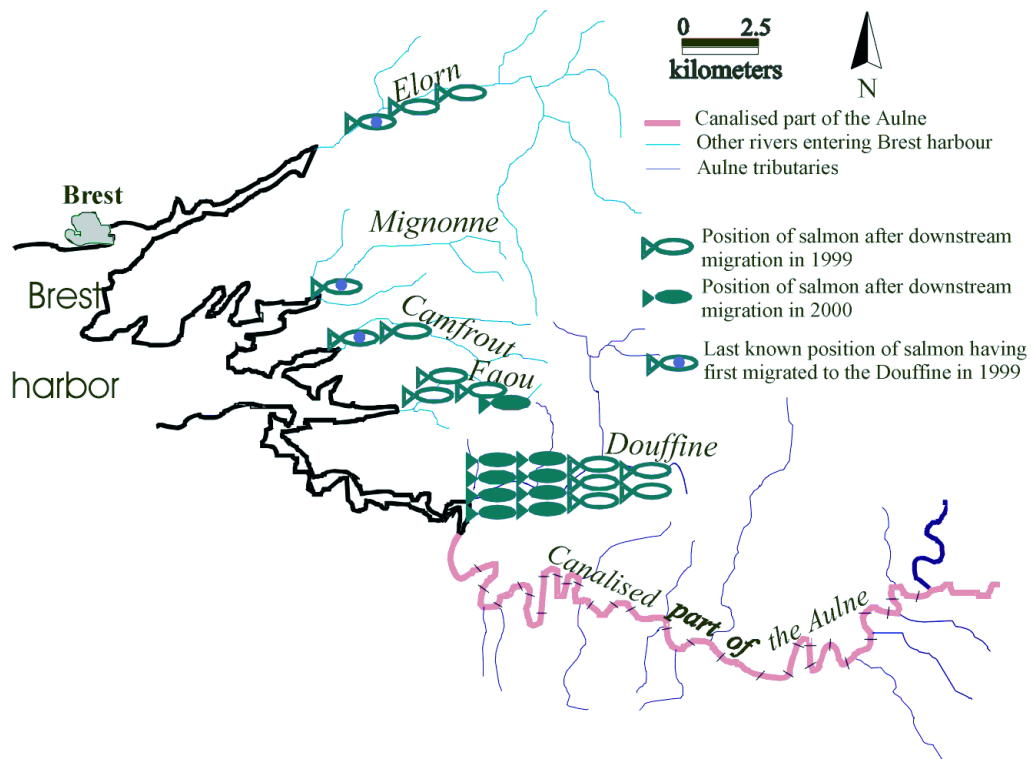 0 2.5
kilometers
N
Canalised part of the Aulne
Other rivers entering Brest harbour
Aulne tributaries
Elorn
Brest
Mignonne
Position of salmon after downstream
migration in 1999
Brest
Position of salmon after downstream
migration in 2000
Camfrout
Last known position of salmon having
first migrated to the Douffine in 1999
harbor
Faou
Douffine
Canalised part of the Aulne